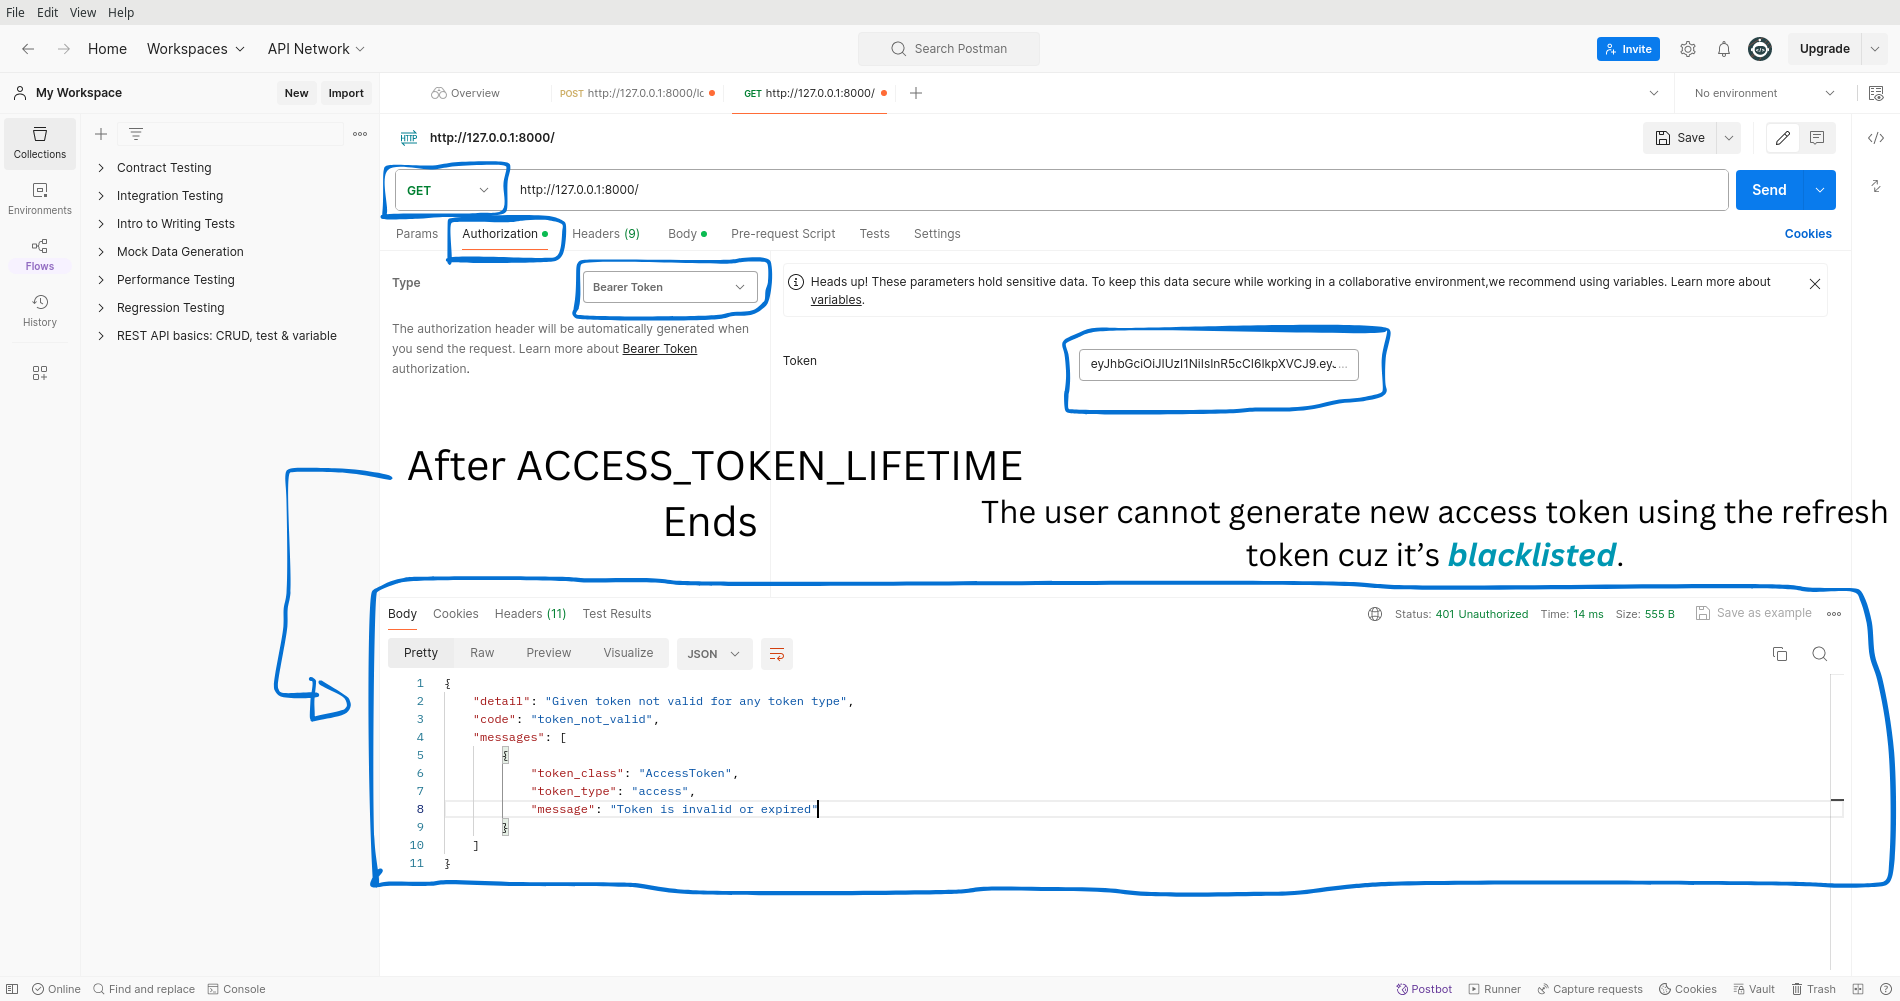 File Edit View Help
Home Workspaces API Network Search Postman Invite Upgrade
My Workspace New Import Overview POST http://127.0.0.1:8000/lc GET http://127.0.0.1:8000/ No environment
Collections
Environments
Flows
History
Contract Testing
Integration Testing
Intro to Writing Tests
Mock Data Generation
Performance Testing
Regression Testing
REST API basics: CRUD, test & variable
HTTP http://127.0.0.1:8000/ Save
GET http://127.0.0.1:8000/ Send
Params Authorization Headers (9) Body Pre-request Script Tests Settings Cookies
Type Bearer Token
The authorization header will be automatically generated when
you send the request. Learn more about Bearer Token
authorization.
Heads up! These parameters hold sensitive data. To keep this data secure while working in a collaborative environment,we recommend using variables. Learn more about
variables.
Token eyJhbGciOiJIUzI1NiIsInR5cCI6IkpXVCJ9.ey...
After ACCESS_TOKEN_LIFETIME
Ends
The user cannot generate new access token using the refresh
token cuz it’s blacklisted.
Body Cookies Headers (11) Test Results Status: 401 Unauthorized Time: 14 ms Size: 555 B Save as example
Pretty Raw Preview Visualize JSON
1 {
2 "detail": "Given token not valid for any token type",
3 "code": "token_not_valid",
4 "messages": [
5 {
6 "token_class": "AccessToken",
7 "token_type": "access",
8 "message": "Token is invalid or expired"
9 }
10 ]
11 }
Online Find and replace Console Postbot Runner Capture requests Cookies Vault Trash